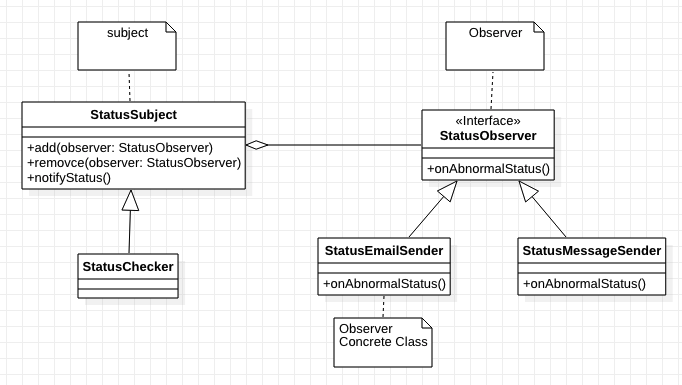 subject
Observer
StatusSubject
+add(observer: StatusObserver)
+removce(observer: StatusObserver)
+notifyStatus()
«Interface»
StatusObserver
+onAbnormalStatus()
StatusChecker
StatusEmailSender
+onAbnormalStatus()
StatusMessageSender
+onAbnormalStatus()
Observer
Concrete Class